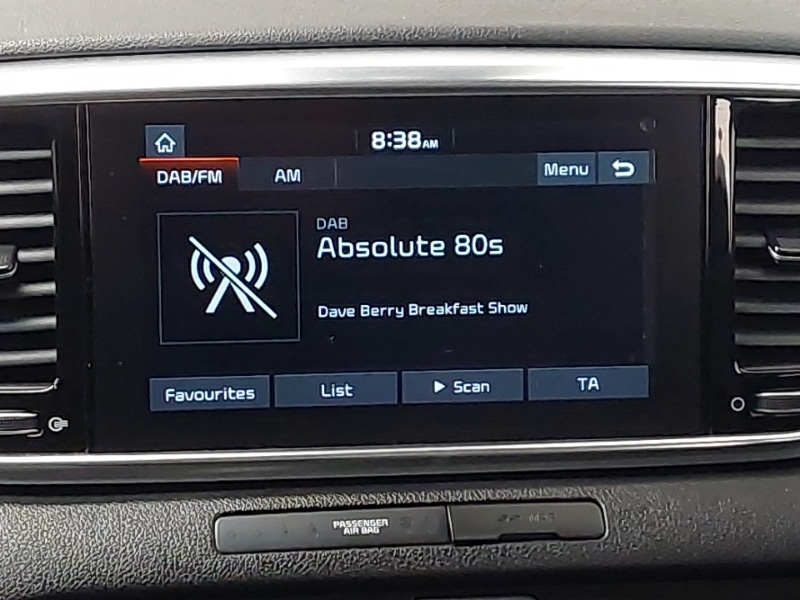 8:38AM
DAB/FM AM Menu
DAB
Absolute 80s
Dave Berry Breakfast Show
Favourites List Scan TA
PASSENGER
AIR BAG